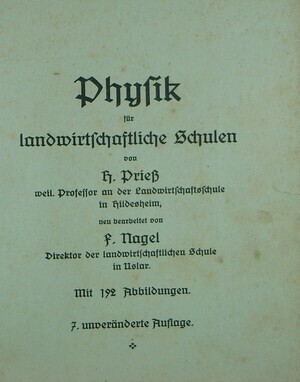 Physik
für
landwirtschaftliche Schulen
von
H. Prieß
weil. Professor an der Landwirtschaftsschule
in Hildesheim,
neu bearbeitet von
F. Nagel
Direktor der landwirtschaftlichen Schule
in Uslar.
Mit 192 Abbildungen.
7. unveränderte Auflage.